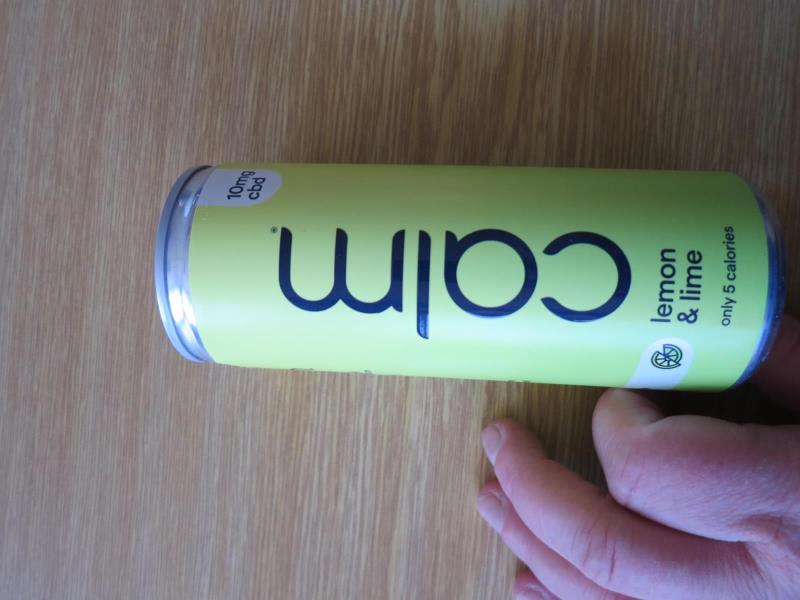 10mg
cbd
calm®
lemon
& lime
only 5 calories